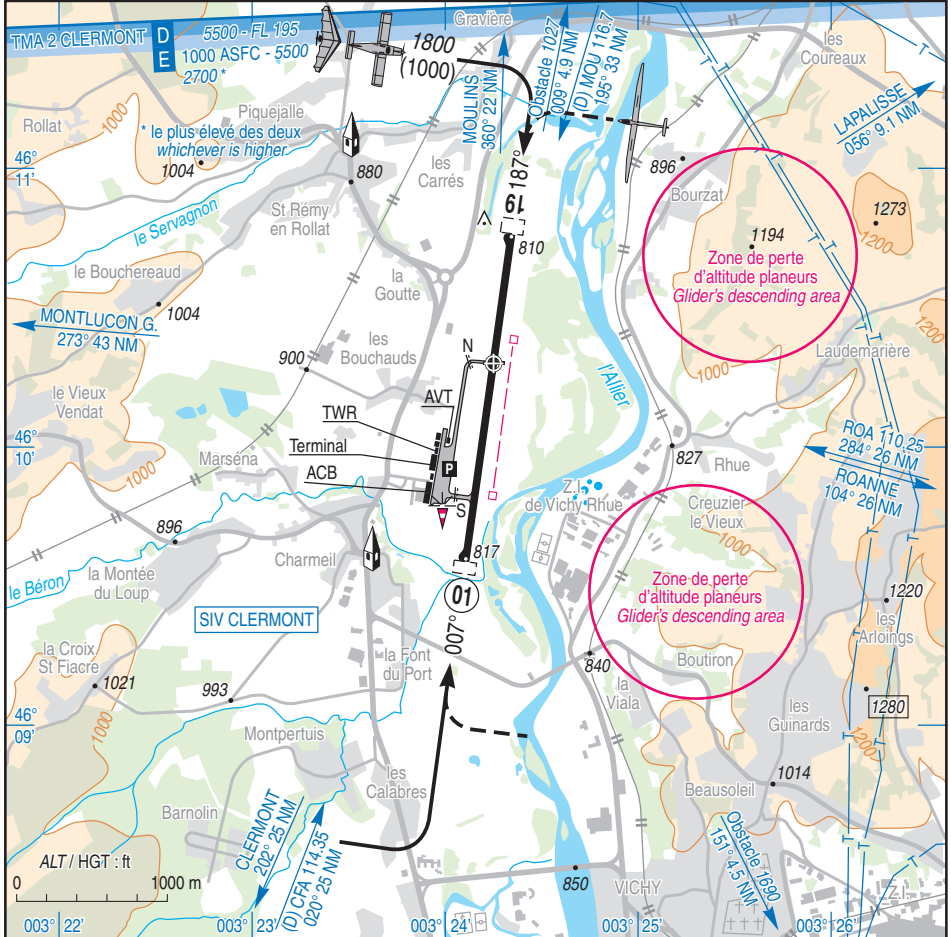 TMA 2 CLERMONT
D
E
5500 - FL 195
1000 ASFC - 5500
2700 *
* le plus élevé des deux
whichever is higher
1800
(1000)
Gravière
MOULINS
360° 22 NM
Obstacle 1027
009° 4.9 NM
(D) MOU 116.7
195° 33 NM
les
Coureaux
LAPALISSE
056° 9.1 NM
Rollat
1000
Piquejalle
1004
46°
11'
880
les
Carrés
187°
19
896
Bourzat
46°
11'
St Rémy
en Rollat
le Servagnon
810
1194
Zone de perte
d'altitude planeurs
Glider's descending area
1273
1200
le Bouchereaud
1004
la
Goutte
MONTLUCON G.
273° 43 NM
les
Bouchauds
900
N
1000
1200
Laudemarière
le Vieux
Vendat
AVT
TWR
Terminal
ACB
P
S
l'Allier
46°
10'
1000
Marséna
827
Rhue
ROA 110.25
284° 26 NM
ROANNE
104° 26 NM
46°
10'
Z.I.
de Vichy Rhue
Creuzier
le Vieux
1000
896
Charmeil
817
01
007°
le Béron
la Montée
du Loup
Zone de perte
d'altitude planeurs
Glider's descending area
1220
les
Arloings
SIV CLERMONT
la Croix
St Fiacre
1021
993
la Font
du Port
840
Boutiron
la
Viala
1280
46°
09'
1000
Montpertuis
les
Guinards
1200
46°
09'
les
Calabres
Beausoleil
1014
Barnolin
CLERMONT
202° 25 NM
(D) CFA 114.35
020° 25 NM
Obstacle 1690
151° 4.5 NM
ALT / HGT : ft
0
1000 m
850
VICHY
Z.I.
003° 22'
003° 23'
003° 24'
003° 25'
003° 26'